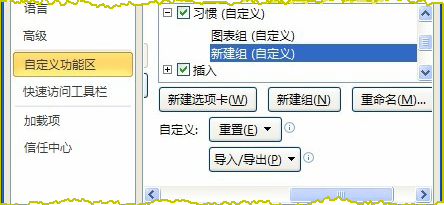 语言
高级
自定义功能区
快速访问工具栏
加载项
信任中心
习惯 (自定义)
图表组 (自定义)
新建组 (自定义)
插入
新建选项卡(W) 新建组(N) 重命名(M)...
自定义: 重置(E)
导入/导出(P)